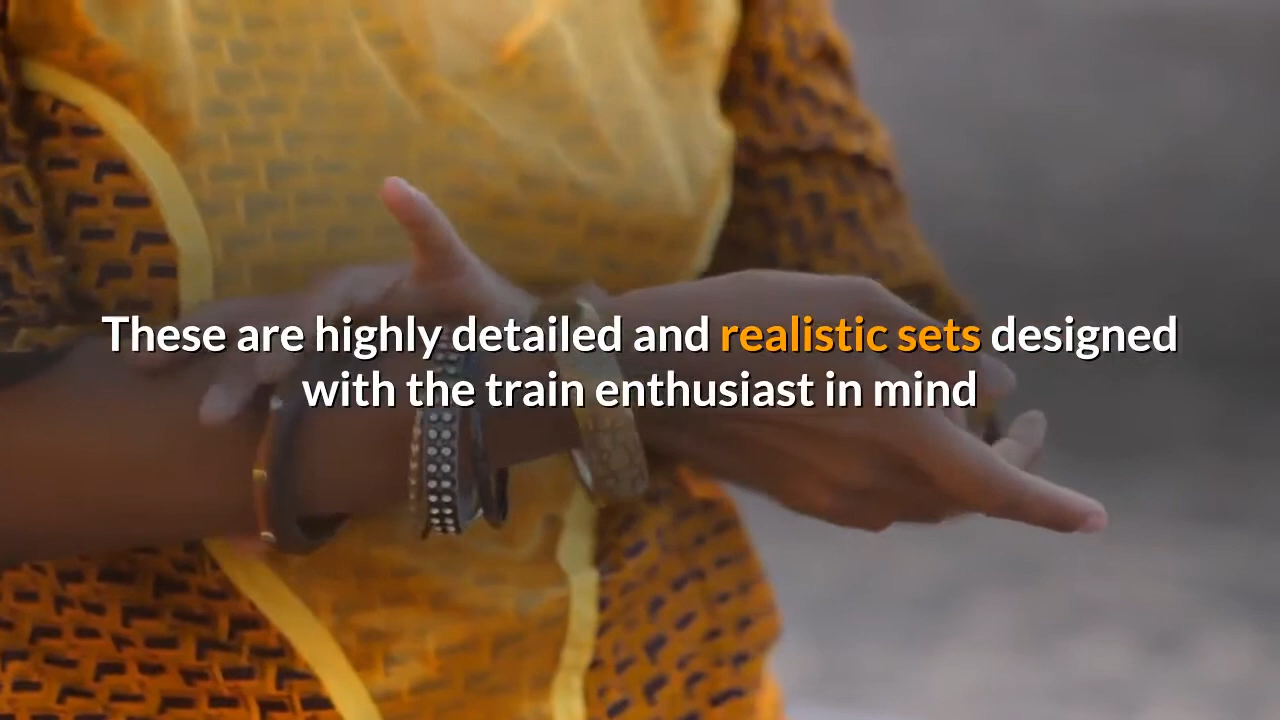 These are highly detailed and realistic sets designed
with the train enthusiast in mind